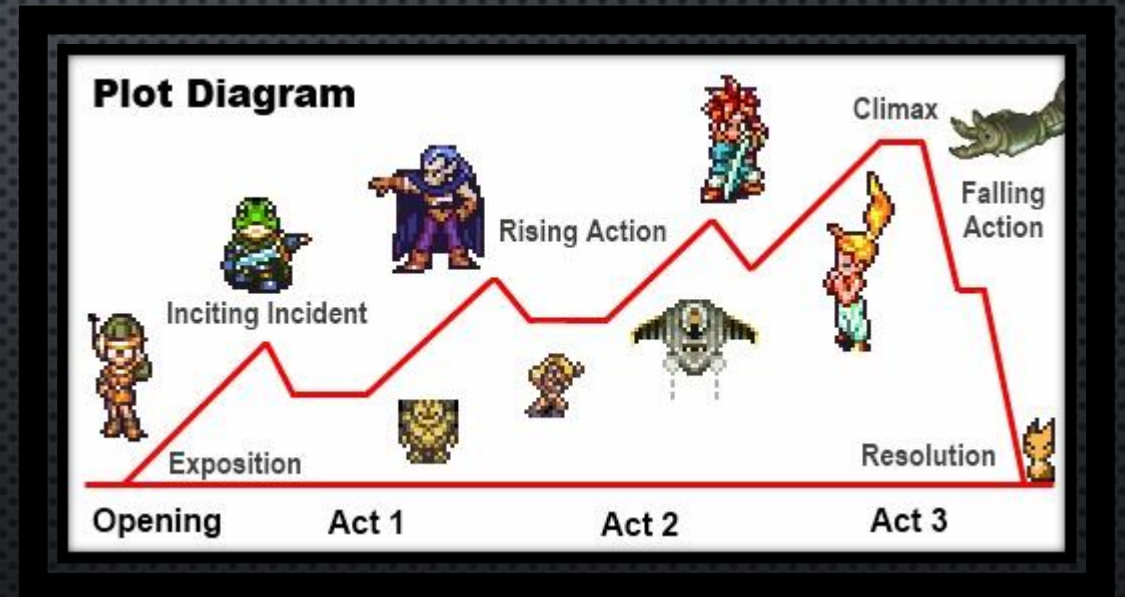 Plot Diagram
Climax
Falling
Action
Rising Action
Inciting Incident
Exposition
Resolution
Opening
Act 1
Act 2
Act 3